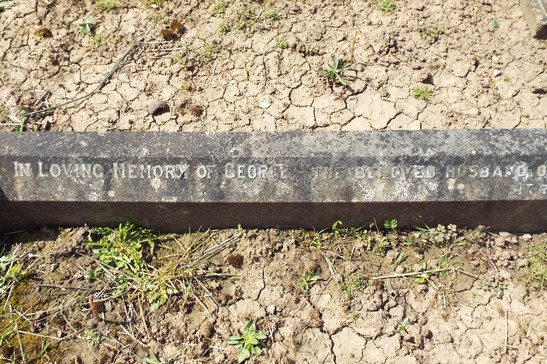 IN LOVING MEMORY OF GEORGE THE BELOVED HUSBAND O